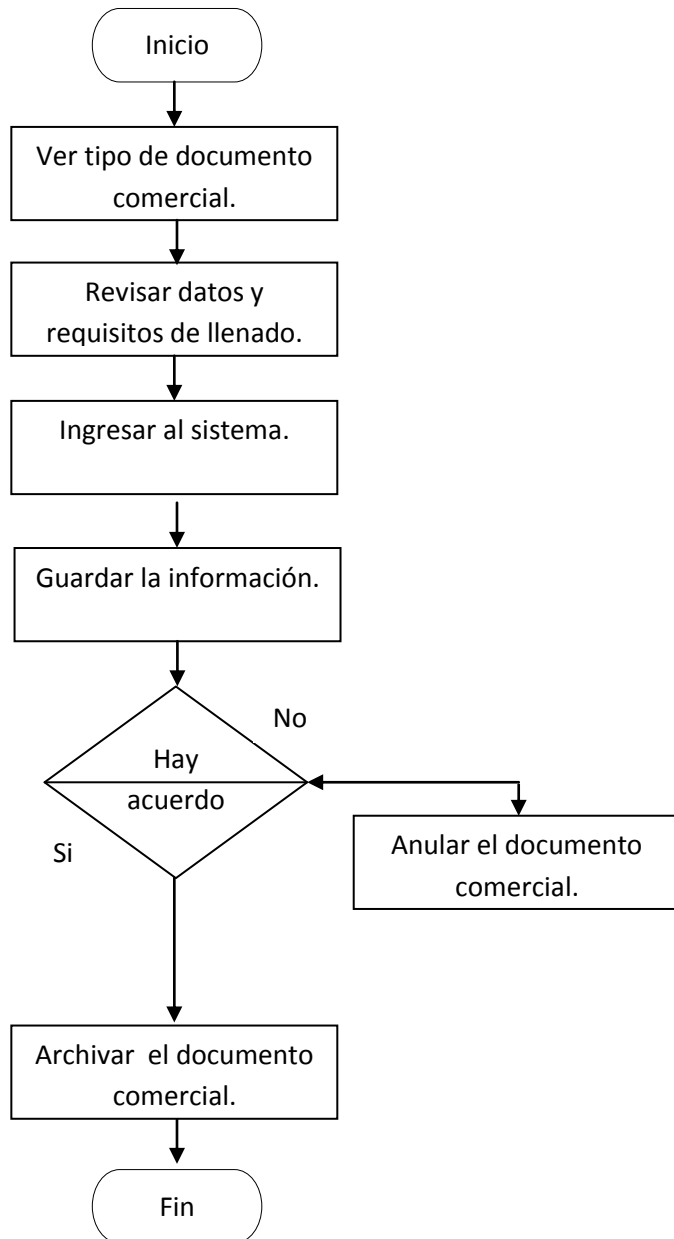 Inicio
Ver tipo de documento
comercial.
Revisar datos y
requisitos de llenado.
Ingresar al sistema.
Guardar la información.
No
Hay
acuerdo
Si
Anular el documento
comercial.
Archivar el documento
comercial.
Fin